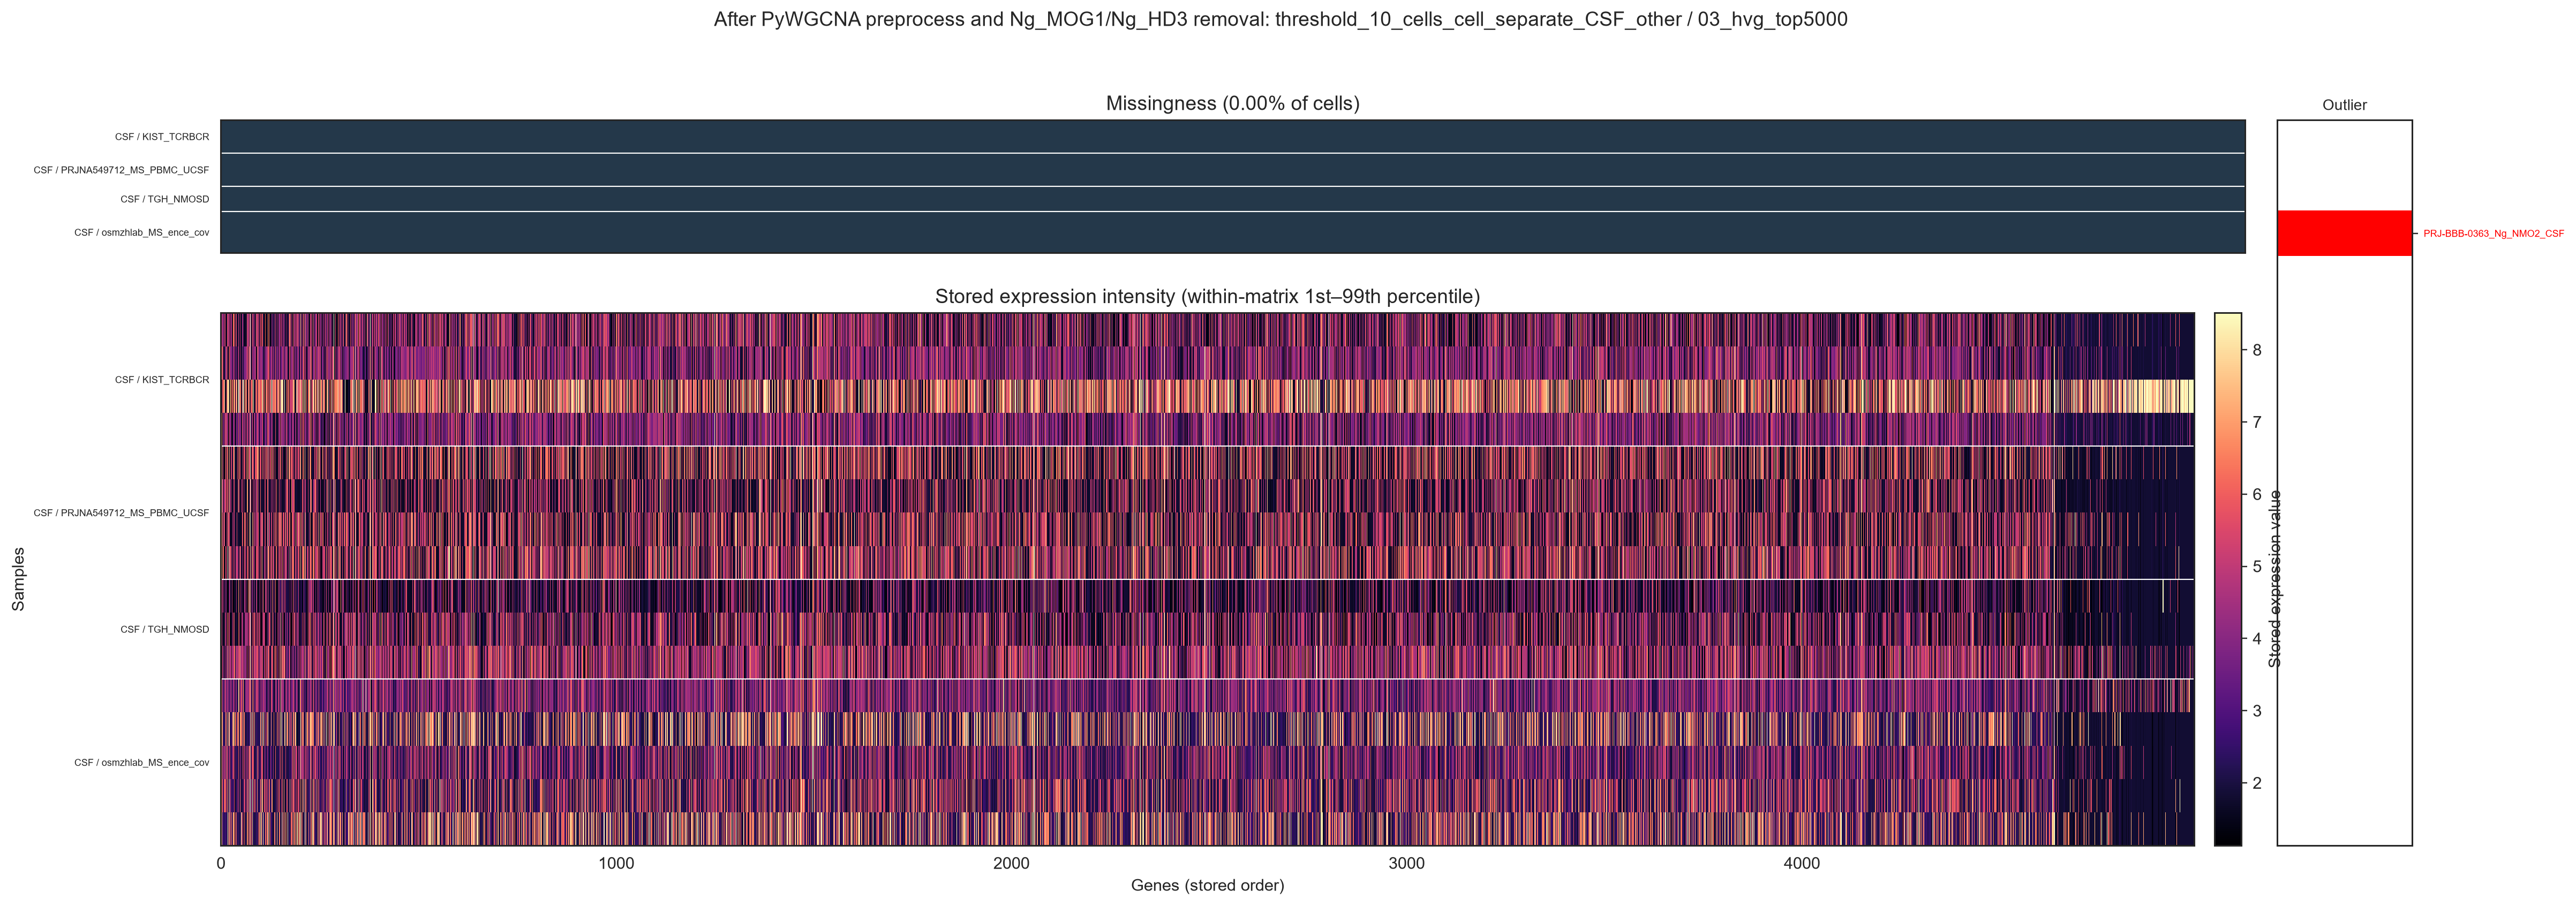 After PyWGCNA preprocess and Ng_MOG1/Ng_HD3 removal: threshold_10_cells_cell_separate_CSF_other / 03_hvg_top5000
Missingness (0.00% of cells)
Outlier
CSF / KIST_TCRBCR
CSF / PRJNA549712_MS_PBMC_UCSF
CSF / TGH_NMOSD
CSF / osmzhlab_MS_ence_cov
PRJ-BBB-0363_Ng_NMO2_CSF
Stored expression intensity (within-matrix 1st–99th percentile)
Samples
CSF / KIST_TCRBCR
CSF / PRJNA549712_MS_PBMC_UCSF
CSF / TGH_NMOSD
CSF / osmzhlab_MS_ence_cov
8
7
6
5
4
3
2
Stored expression value
0 1000 2000 3000 4000
Genes (stored order)